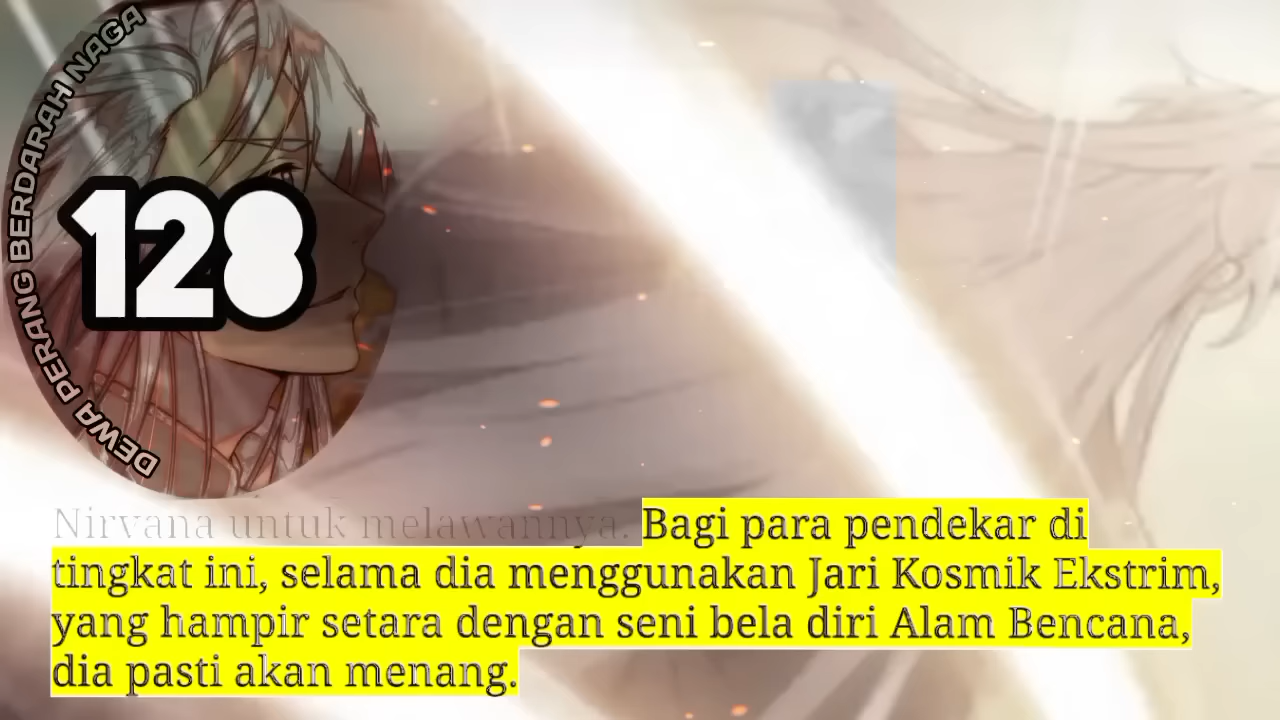 DEWA PERANG BERDARAH NAGA
128
Nirvana untuk melawannya. Bagi para pendekar di
tingkat ini, selama dia menggunakan Jari Kosmik Ekstrim,
yang hampir setara dengan seni bela diri Alam Bencana,
dia pasti akan menang.